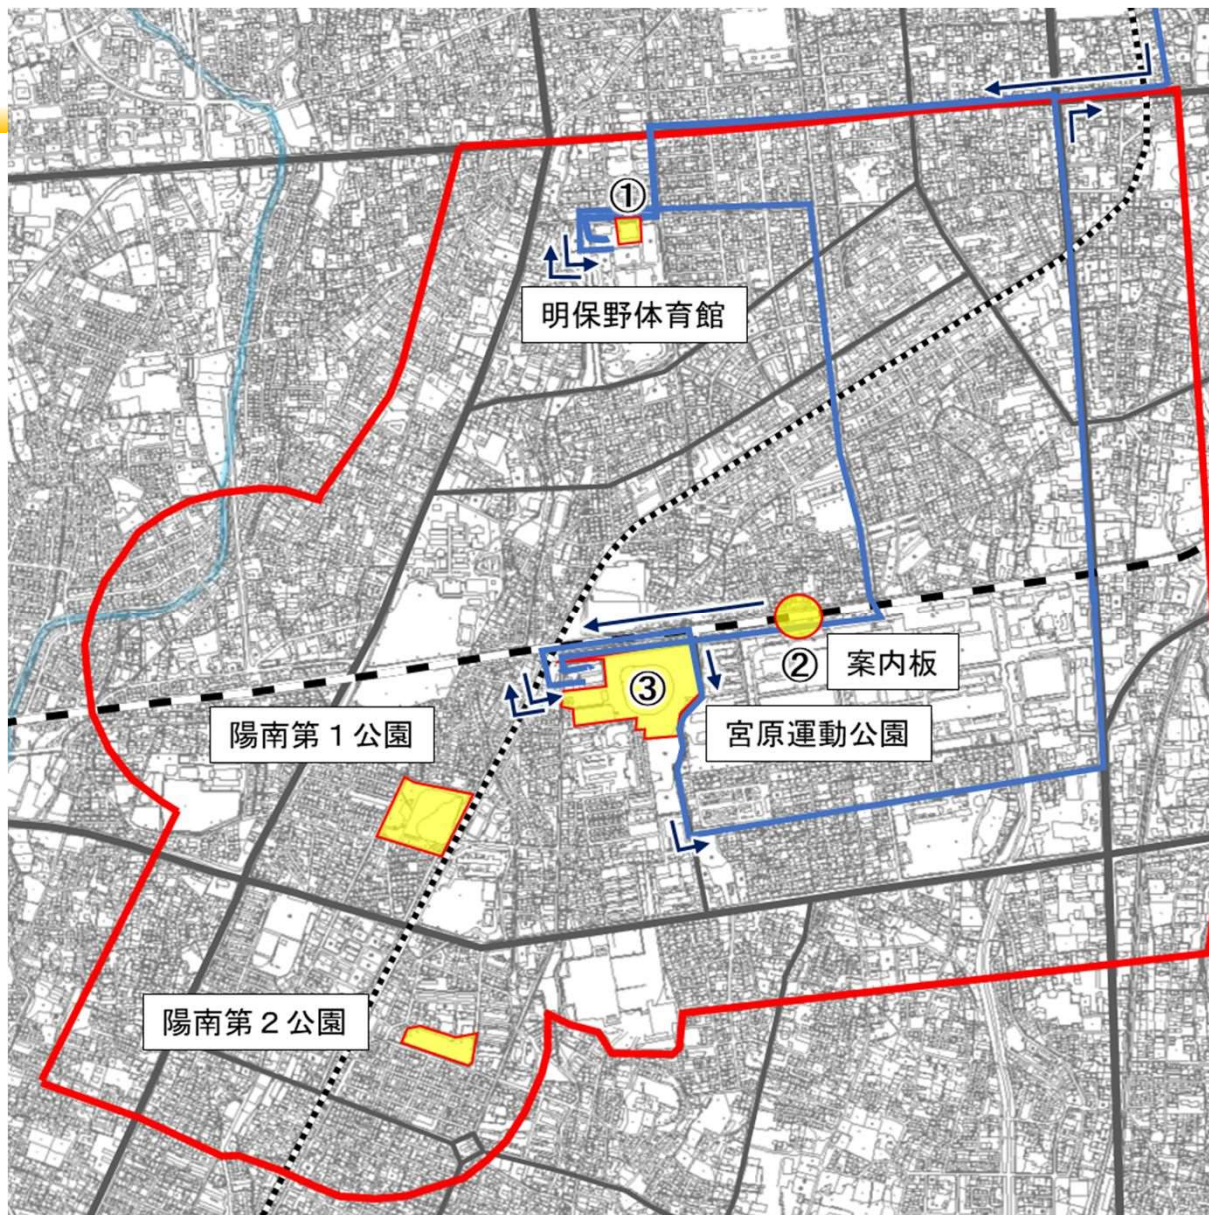 ①
明保野体育館
②
案内板
③
宮原運動公園
陽南第１公園
陽南第２公園